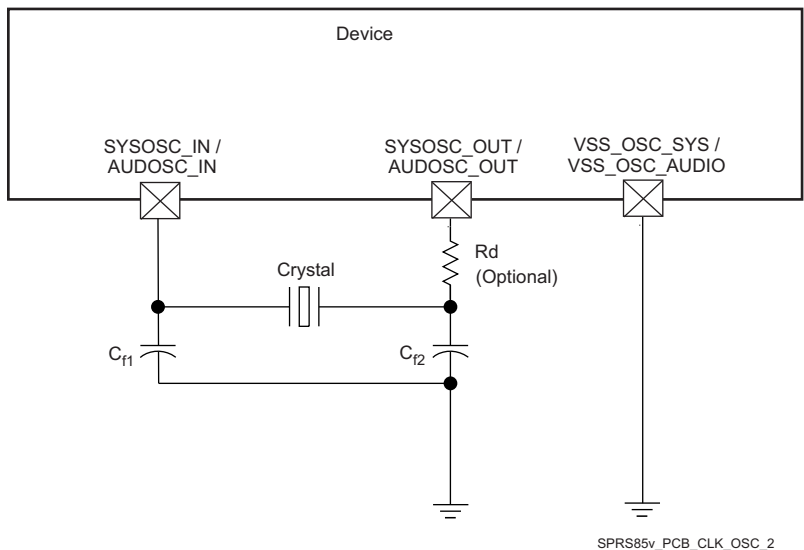 Device
SYSOSC_IN /
AUDOSC_IN
SYSOSC_OUT /
AUDOSC_OUT
VSS_OSC_SYS /
VSS_OSC_AUDIO
Rd
(Optional)
Crystal
Cf1
Cf2
SPRS85v_PCB_CLK_OSC_2